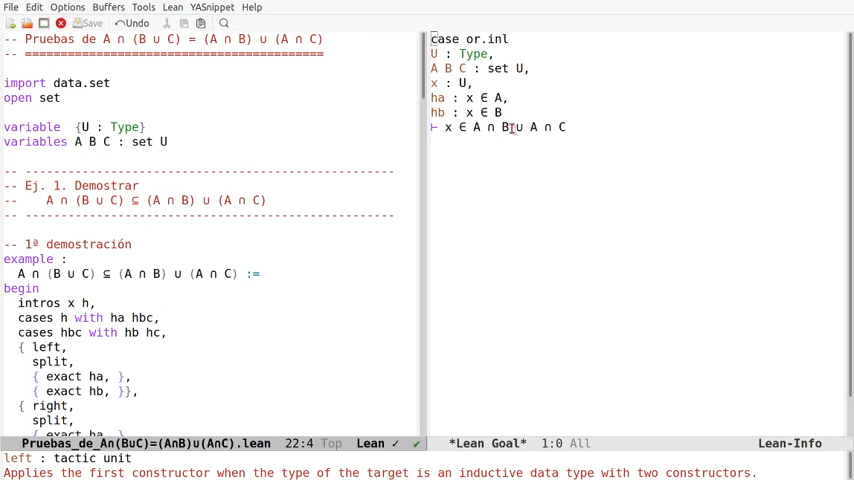 File Edit Options Buffers Tools Lean YASnippet Help
Save Undo
-- Pruebas de A ∩ (B ∪ C) = (A ∩ B) ∪ (A ∩ C)
-- ==========================================
import data.set
open set
variable  {U : Type}
variables A B C : set U
-- ----------------------------------------------------
-- Ej. 1. Demostrar
--    A ∩ (B ∪ C) ⊆ (A ∩ B) ∪ (A ∩ C)
-- ----------------------------------------------------
-- 1ª demostración
example :
  A ∩ (B ∪ C) ⊆ (A ∩ B) ∪ (A ∩ C) :=
begin
  intros x h,
  cases h with ha hbc,
  cases hbc with hb hc,
  { left,
    split,
    { exact ha, },
    { exact hb, }},
  { right,
    split,
    { exact ha, 
Pruebas_de_A∩(B∪C)=(A∩B)∪(A∩C).lean 22:4 Top Lean ✓ ✔
case or.inl
U : Type,
A B C : set U,
x : U,
ha : x ∈ A,
hb : x ∈ B
⊢ x ∈ A ∩ B ∪ A ∩ C
*Lean Goal* 1:0 All Lean-Info
left : tactic unit
Applies the first constructor when the type of the target is an inductive data type with two constructors.